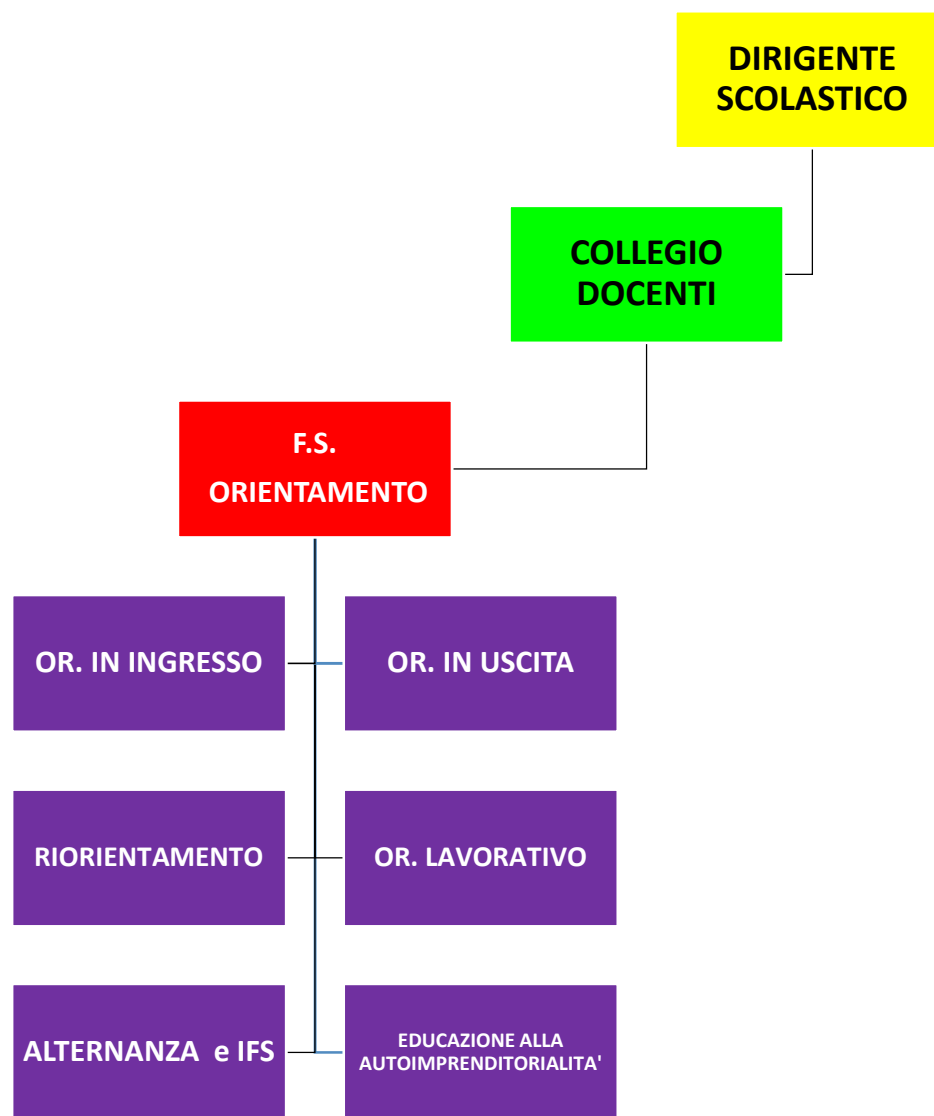 DIRIGENTE
SCOLASTICO
COLLEGIO
DOCENTI
F.S.
ORIENTAMENTO
OR. IN INGRESSO
OR. IN USCITA
RIORIENTAMENTO
OR. LAVORATIVO
ALTERNANZA e IFS
EDUCAZIONE ALLA
AUTOIMPRENDITORIALITA'